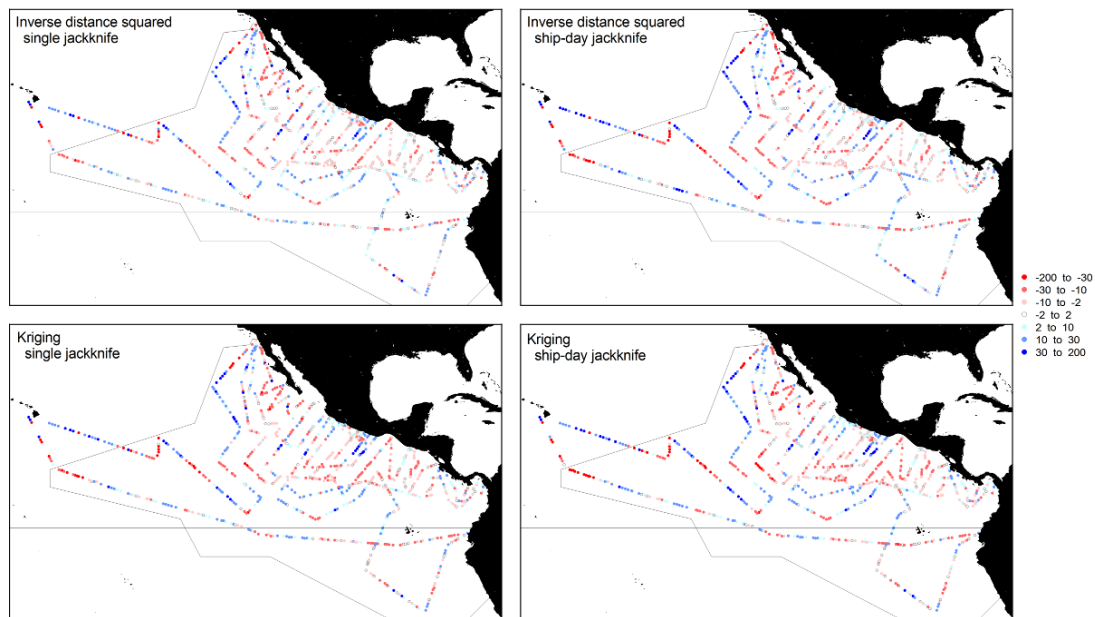 Inverse distance squared
single jackknife
Inverse distance squared
ship-day jackknife
Kriging
single jackknife
Kriging
ship-day jackknife
-200 to -30
-30 to -10
-10 to -2
-2 to 2
2 to 10
10 to 30
30 to 200